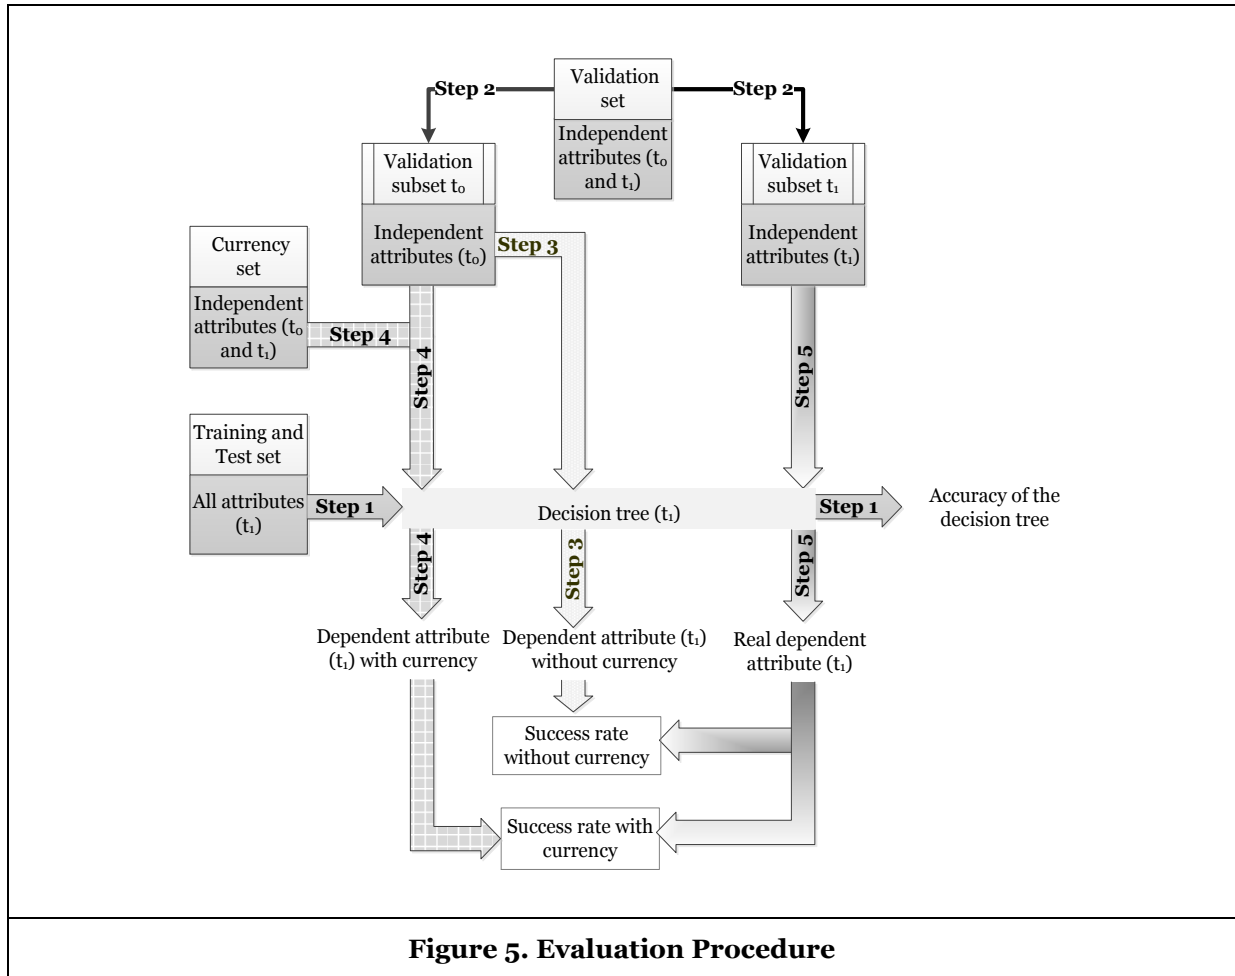 Step 2
Validation
set
Independent
attributes (t₀
and t₁)
Step 2
Validation
subset t₀
Independent
attributes (t₀)
Validation
subset t₁
Independent
attributes (t₁)
Step 3
Currency
set
Independent
attributes (t₀
and t₁)
Step 4
Step 4
Step 5
Training and
Test set
All attributes
(t₁)
Step 1
Decision tree (t₁)
Step 1
Accuracy of the
decision tree
Step 4
Step 3
Step 5
Dependent attribute
(t₁) with currency
Dependent attribute (t₁)
without currency
Real dependent
attribute (t₁)
Success rate
without currency
Success rate with
currency
Figure 5. Evaluation Procedure